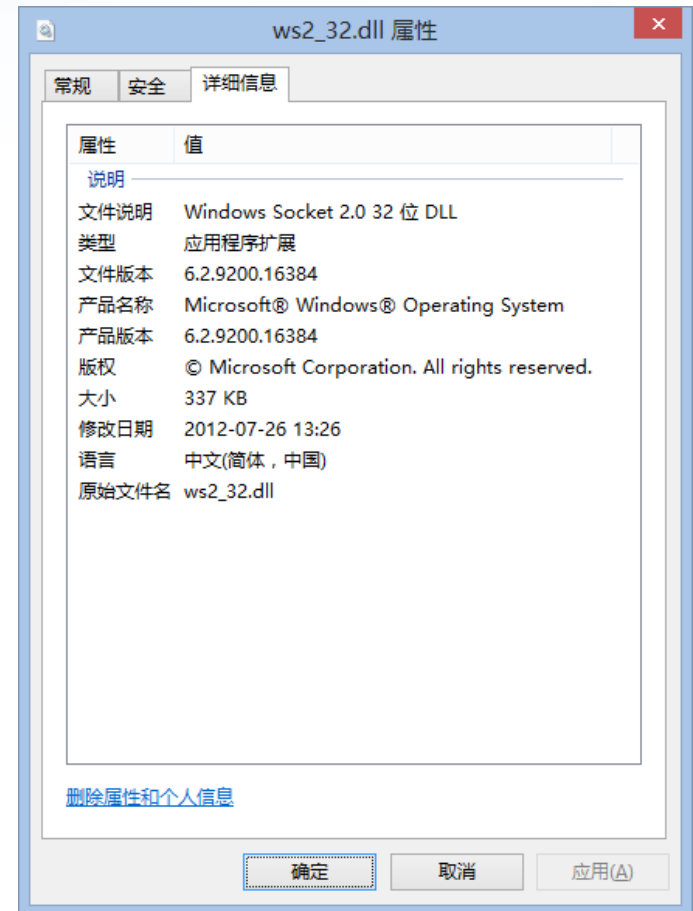 ws2_32.dll 属性
常规 安全 详细信息
属性 值
说明
文件说明 Windows Socket 2.0 32 位 DLL
类型 应用程序扩展
文件版本 6.2.9200.16384
产品名称 Microsoft® Windows® Operating System
产品版本 6.2.9200.16384
版权 © Microsoft Corporation. All rights reserved.
大小 337 KB
修改日期 2012-07-26 13:26
语言 中文(简体，中国)
原始文件名 ws2_32.dll
删除属性和个人信息
确定 取消 应用(A)